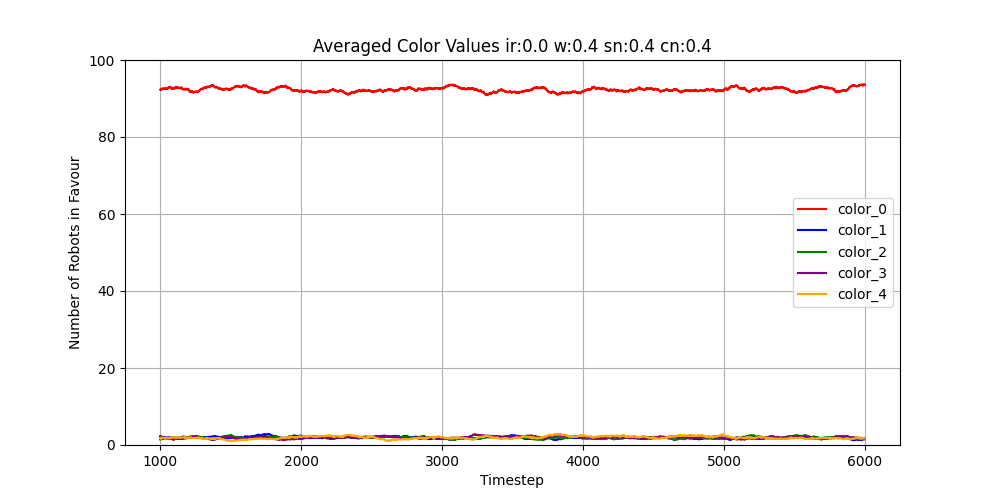 Averaged Color Values ir:0.0 w:0.4 sn:0.4 cn:0.4
Number of Robots in Favour
100
80
60
40
20
0
color_0
color_1
color_2
color_3
color_4
1000 2000 3000 4000 5000 6000
Timestep